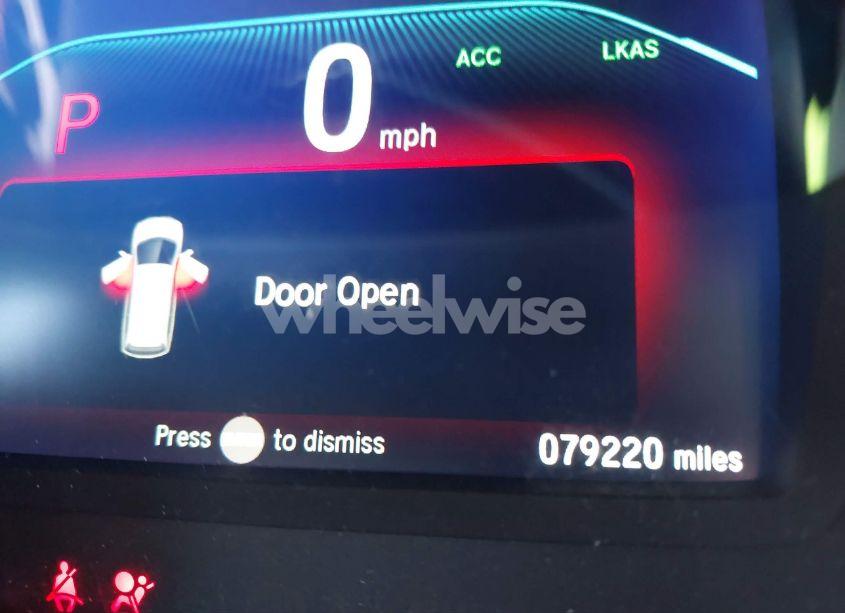 ACC LKAS
P 0 mph
Door Open
wheelwise
Press to dismiss 079220 miles